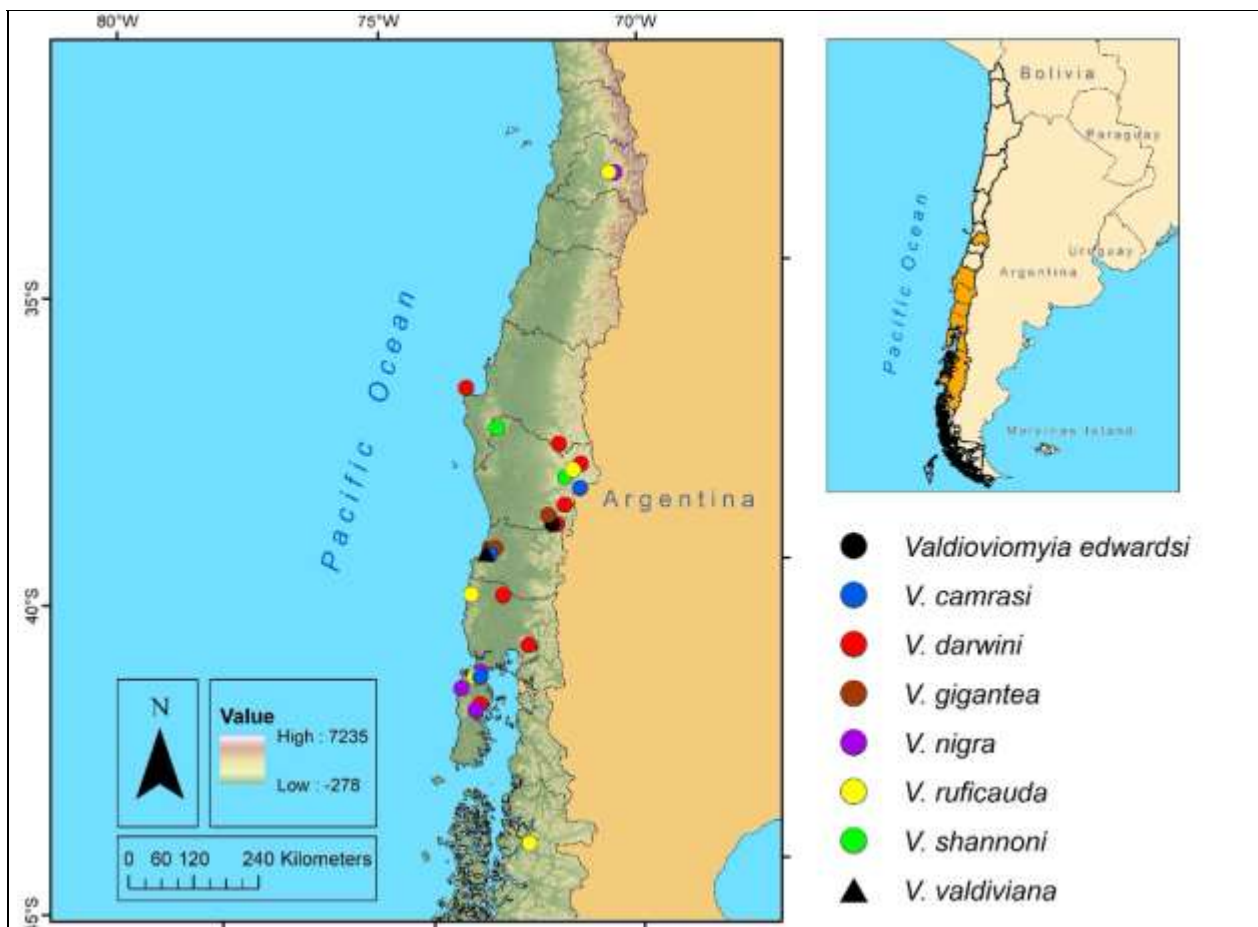 80°W 75°W 70°W
35°S
40°S
45°S
Pacific Ocean
Argentina
N
Value
High : 7235
Low : -278
0 60 120 240 Kilometers
Bolivia
Paraguay
Uruguay
Argentina
Pacific Ocean
Malvinas Island
Valdioviomyia edwardsi
V. camrasi
V. darwini
V. gigantea
V. nigra
V. ruficauda
V. shannoni
V. valdiviana